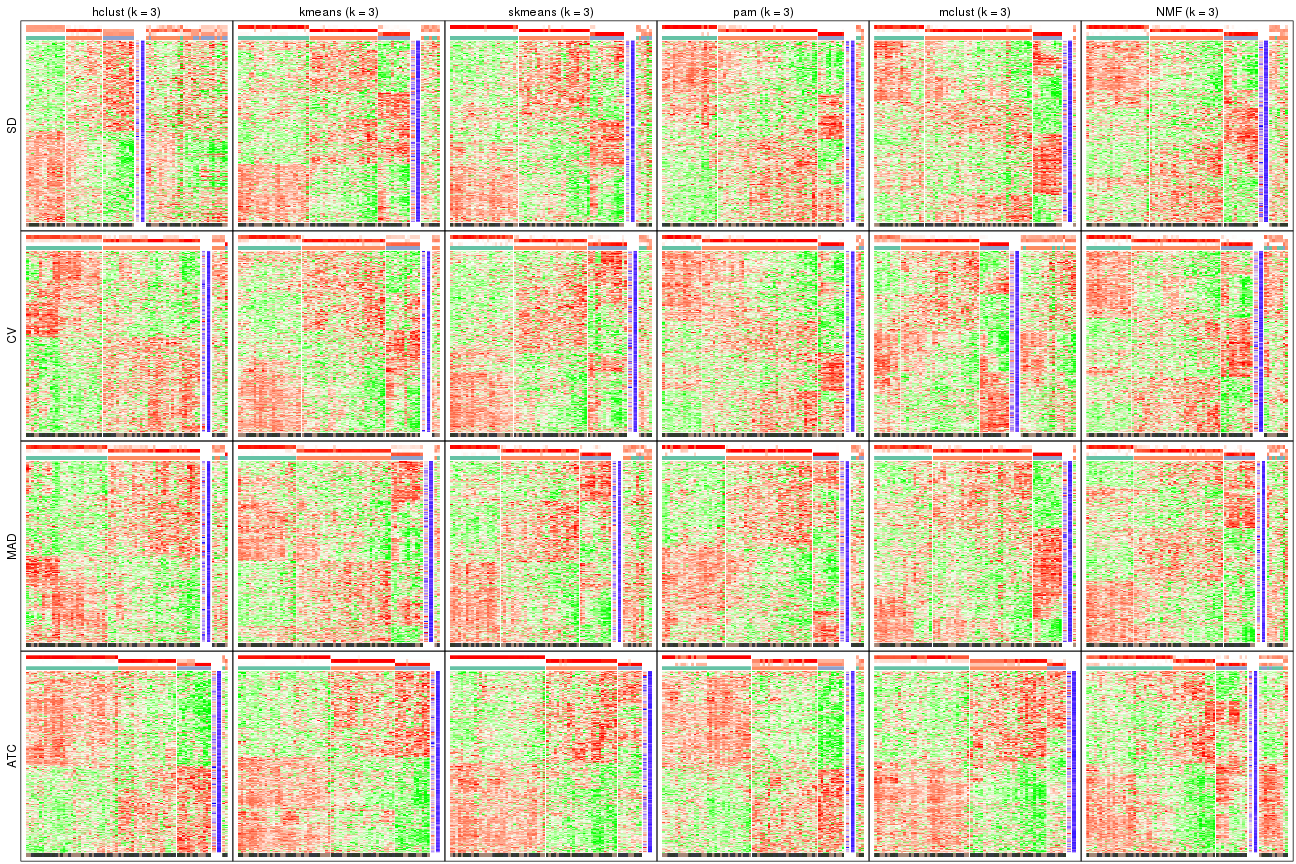 hclust (k = 3)
kmeans (k = 3)
skmeans (k = 3)
pam (k = 3)
mclust (k = 3)
NMF (k = 3)
SD
CV
MAD
ATC